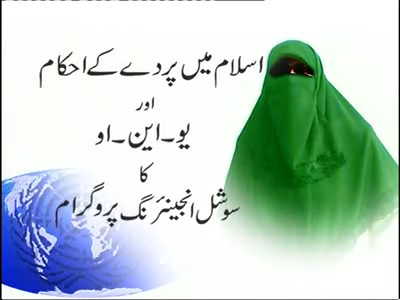 اسلام میں پردے کے احکام
اور
یو۔این۔او
کا
سوشل انجینئرنگ پروگرام